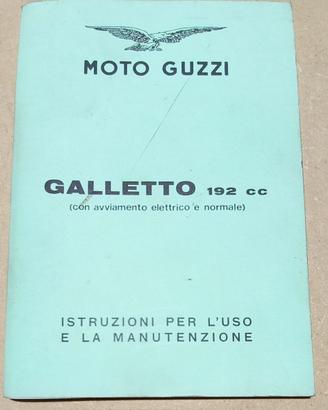 MOTO GUZZI
GALLETTO 192 cc
(con avviamento elettrico e normale)
ISTRUZIONI PER L'USO
E LA MANUTENZIONE